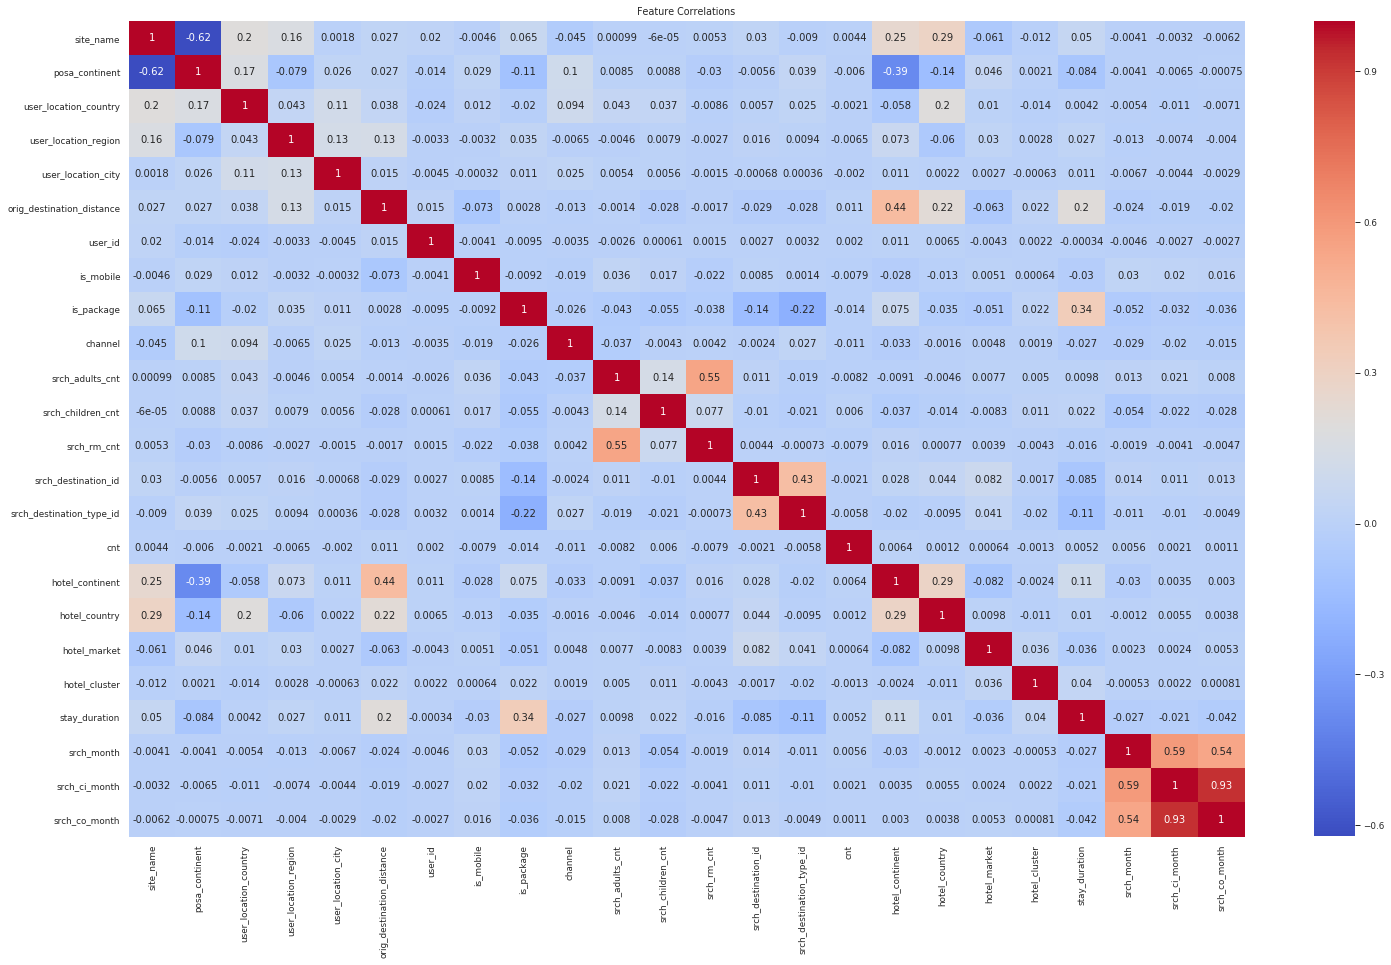 Feature Correlations
site_name 1 -0.62 0.2 0.16 0.0018 0.027 0.02 -0.0046 0.065 -0.045 0.00099 -6e-05 0.0053 0.03 -0.009 0.0044 0.25 0.29 -0.061 -0.012 0.05 -0.0041 -0.0032 -0.0062
posa_continent -0.62 1 0.17 -0.079 0.026 0.027 -0.014 0.029 -0.11 0.1 0.0085 0.0088 -0.03 -0.0056 0.039 -0.006 -0.39 -0.14 0.046 0.0021 -0.084 -0.0041 -0.0065 -0.00075
user_location_country 0.2 0.17 1 0.043 0.11 0.038 -0.024 0.012 -0.02 0.094 0.043 0.037 -0.0086 0.0057 0.025 -0.0021 -0.058 0.2 0.01 -0.014 0.0042 -0.0054 -0.011 -0.0071
user_location_region 0.16 -0.079 0.043 1 0.13 0.13 -0.0033 -0.0032 0.035 -0.0065 -0.0046 0.0079 -0.0027 0.016 0.0094 -0.0065 0.073 -0.06 0.03 0.0028 0.027 -0.013 -0.0074 -0.004
user_location_city 0.0018 0.026 0.11 0.13 1 0.015 -0.0045 -0.00032 0.011 0.025 0.0054 0.0056 -0.0015 -0.00068 0.00036 -0.002 0.011 0.0022 0.0027 -0.00063 0.011 -0.0067 -0.0044 -0.0029
orig_destination_distance 0.027 0.027 0.038 0.13 0.015 1 0.015 -0.073 0.0028 -0.013 -0.0014 -0.028 -0.0017 -0.029 -0.028 0.011 0.44 0.22 -0.063 0.022 0.2 -0.024 -0.019 -0.02
user_id 0.02 -0.014 -0.024 -0.0033 -0.0045 0.015 1 -0.0041 -0.0095 -0.0035 -0.0026 0.00061 0.0015 0.0027 0.0032 0.002 0.011 0.0065 -0.0043 0.0022 -0.00034 -0.0046 -0.0027 -0.0027
is_mobile -0.0046 0.029 0.012 -0.0032 -0.00032 -0.073 -0.0041 1 -0.0092 -0.019 0.036 0.017 -0.022 0.0085 0.0014 -0.0079 -0.028 -0.013 0.0051 0.00064 -0.03 0.03 0.02 0.016
is_package 0.065 -0.11 -0.02 0.035 0.011 0.0028 -0.0095 -0.0092 1 -0.026 -0.043 -0.055 -0.038 -0.14 -0.22 -0.014 0.075 -0.035 -0.051 0.022 0.34 -0.052 -0.032 -0.036
channel -0.045 0.1 0.094 -0.0065 0.025 -0.013 -0.0035 -0.019 -0.026 1 -0.037 -0.0043 0.0042 -0.0024 0.027 -0.011 -0.033 -0.0016 0.0048 0.0019 -0.027 -0.029 -0.02 -0.015
srch_adults_cnt 0.00099 0.0085 0.043 -0.0046 0.0054 -0.0014 -0.0026 0.036 -0.043 -0.037 1 0.14 0.55 0.011 -0.019 -0.0082 -0.0091 -0.0046 0.0077 0.005 0.0098 0.013 0.021 0.008
srch_children_cnt -6e-05 0.0088 0.037 0.0079 0.0056 -0.028 0.00061 0.017 -0.055 -0.0043 0.14 1 0.077 -0.01 -0.021 0.006 -0.037 -0.014 -0.0083 0.011 0.022 -0.054 -0.022 -0.028
srch_rm_cnt 0.0053 -0.03 -0.0086 -0.0027 -0.0015 -0.0017 0.0015 -0.022 -0.038 0.0042 0.55 0.077 1 0.0044 -0.00073 -0.0079 0.016 0.00077 0.0039 -0.0043 -0.016 -0.0019 -0.0041 -0.0047
srch_destination_id 0.03 -0.0056 0.0057 0.016 -0.00068 -0.029 0.0027 0.0085 -0.14 -0.0024 0.011 -0.01 0.0044 1 0.43 -0.0021 0.028 0.044 0.082 -0.0017 -0.085 0.014 0.011 0.013
srch_destination_type_id -0.009 0.039 0.025 0.0094 0.00036 -0.028 0.0032 0.0014 -0.22 0.027 -0.019 -0.021 -0.00073 0.43 1 -0.0058 -0.02 -0.0095 0.041 -0.02 -0.11 -0.011 -0.01 -0.0049
cnt 0.0044 -0.006 -0.0021 -0.0065 -0.002 0.011 0.002 -0.0079 -0.014 -0.011 -0.0082 0.006 -0.0079 -0.0021 -0.0058 1 0.0064 0.0012 0.00064 -0.0013 0.0052 0.0056 0.0021 0.0011
hotel_continent 0.25 -0.39 -0.058 0.073 0.011 0.44 0.011 -0.028 0.075 -0.033 -0.0091 -0.037 0.016 0.028 -0.02 0.0064 1 0.29 -0.082 -0.0024 0.11 -0.03 0.0035 0.003
hotel_country 0.29 -0.14 0.2 -0.06 0.0022 0.22 0.0065 -0.013 -0.035 -0.0016 -0.0046 -0.014 0.00077 0.044 -0.0095 0.0012 0.29 1 0.0098 -0.011 0.01 -0.0012 0.0055 0.0038
hotel_market -0.061 0.046 0.01 0.03 0.0027 -0.063 -0.0043 0.0051 -0.051 0.0048 0.0077 -0.0083 0.0039 0.082 0.041 0.00064 -0.082 0.0098 1 0.036 -0.036 0.0023 0.0024 0.0053
hotel_cluster -0.012 0.0021 -0.014 0.0028 -0.00063 0.022 0.0022 0.00064 0.022 0.0019 0.005 0.011 -0.0043 -0.0017 -0.02 -0.0013 -0.0024 -0.011 0.036 1 0.04 -0.00053 0.0022 0.00081
stay_duration 0.05 -0.084 0.0042 0.027 0.011 0.2 -0.00034 -0.03 0.34 -0.027 0.0098 0.022 -0.016 -0.085 -0.11 0.0052 0.11 0.01 -0.036 0.04 1 -0.027 -0.021 -0.042
srch_month -0.0041 -0.0041 -0.0054 -0.013 -0.0067 -0.024 -0.0046 0.03 -0.052 -0.029 0.013 -0.054 -0.0019 0.014 -0.011 0.0056 -0.03 -0.0012 0.0023 -0.00053 -0.027 1 0.59 0.54
srch_ci_month -0.0032 -0.0065 -0.011 -0.0074 -0.0044 -0.019 -0.0027 0.02 -0.032 -0.02 0.021 -0.022 -0.0041 0.011 -0.01 0.0021 0.0035 0.0055 0.0024 0.0022 -0.021 0.59 1 0.93
srch_co_month -0.0062 -0.00075 -0.0071 -0.004 -0.0029 -0.02 -0.0027 0.016 -0.036 -0.015 0.008 -0.028 -0.0047 0.013 -0.0049 0.0011 0.003 0.0038 0.0053 0.00081 -0.042 0.54 0.93 1
site_name
posa_continent
user_location_country
user_location_region
user_location_city
orig_destination_distance
user_id
is_mobile
is_package
channel
srch_adults_cnt
srch_children_cnt
srch_rm_cnt
srch_destination_id
srch_destination_type_id
cnt
hotel_continent
hotel_country
hotel_market
hotel_cluster
stay_duration
srch_month
srch_ci_month
srch_co_month
0.9
0.6
0.3
0.0
−0.3
−0.6